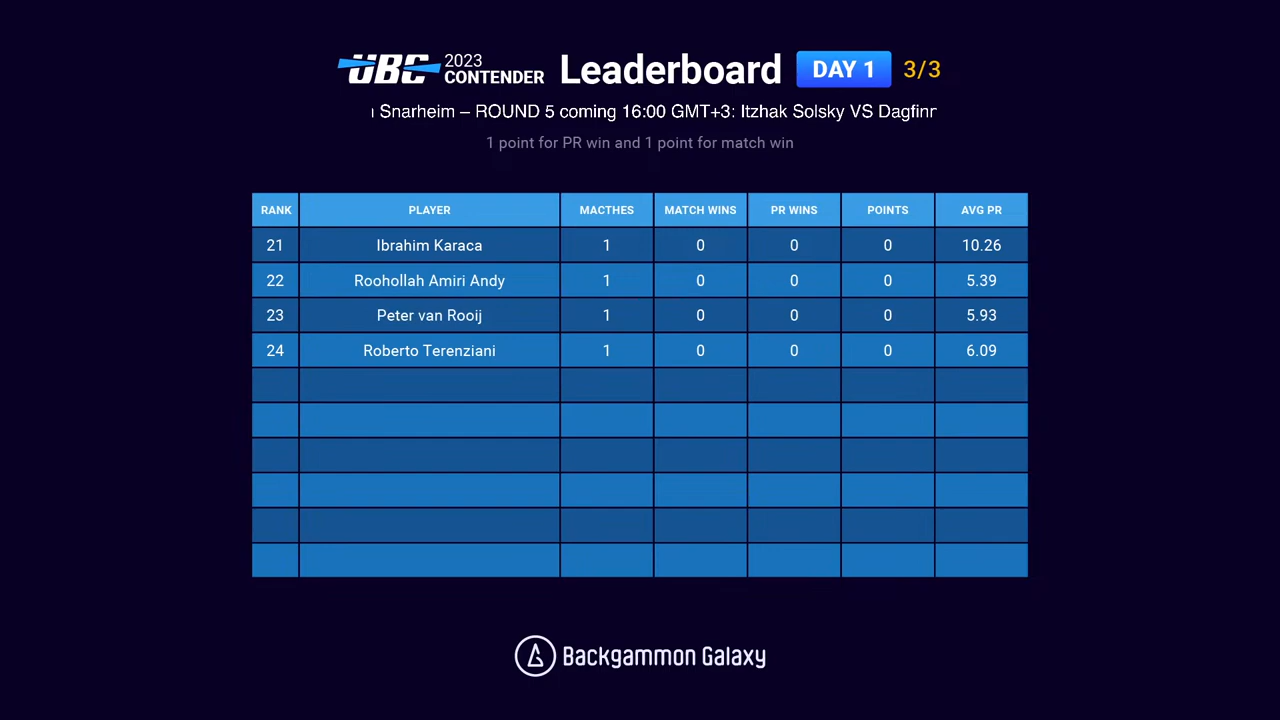 UBC 2023 CONTENDER Leaderboard DAY 1 3/3
Snarheim – ROUND 5 coming 16:00 GMT+3: Itzhak Solsky VS
1 point for PR win and 1 point for match win
RANK PLAYER MACTHES MATCH WINS PR WINS POINTS AVG PR
21 Ibrahim Karaca 1 0 0 0 10.26
22 Roohollah Amiri Andy 1 0 0 0 5.39
23 Peter van Rooij 1 0 0 0 5.93
24 Roberto Terenziani 1 0 0 0 6.09
Backgammon Galaxy